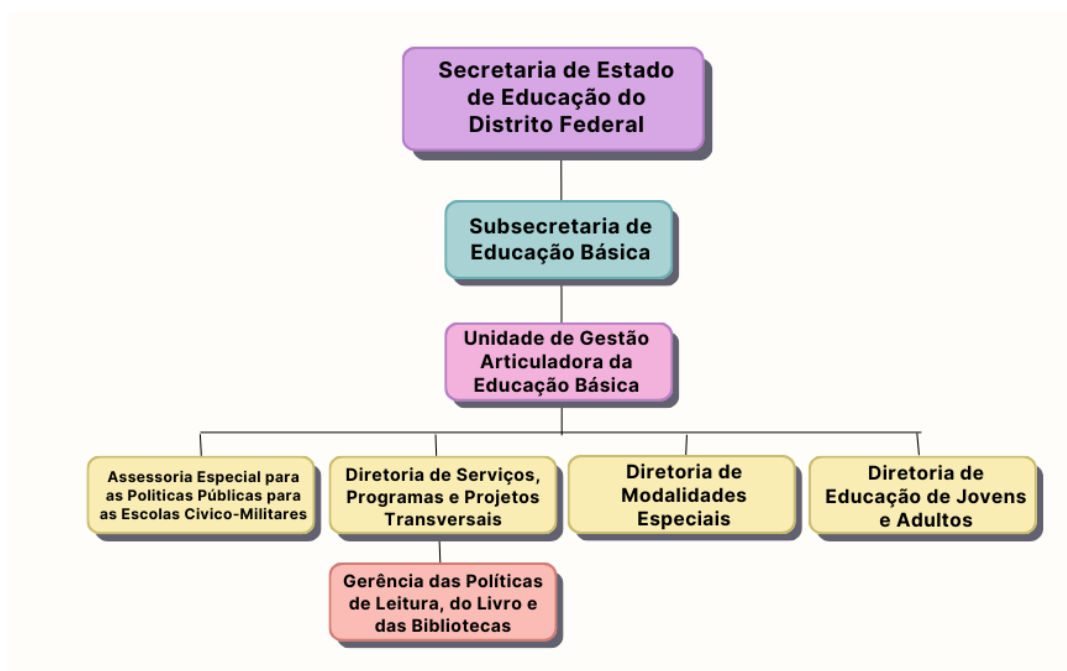 Secretaria de Estado
de Educação do
Distrito Federal
Subsecretaria de
Educação Básica
Unidade de Gestão
Articuladora da
Educação Básica
Assessoria Especial para
as Politicas Públicas para
as Escolas Civico-Militares
Diretoria de Serviços,
Programas e Projetos
Transversais
Diretoria de
Modalidades
Especiais
Diretoria de
Educação de Jovens
e Adultos
Gerência das Políticas
de Leitura, do Livro e
das Bibliotecas